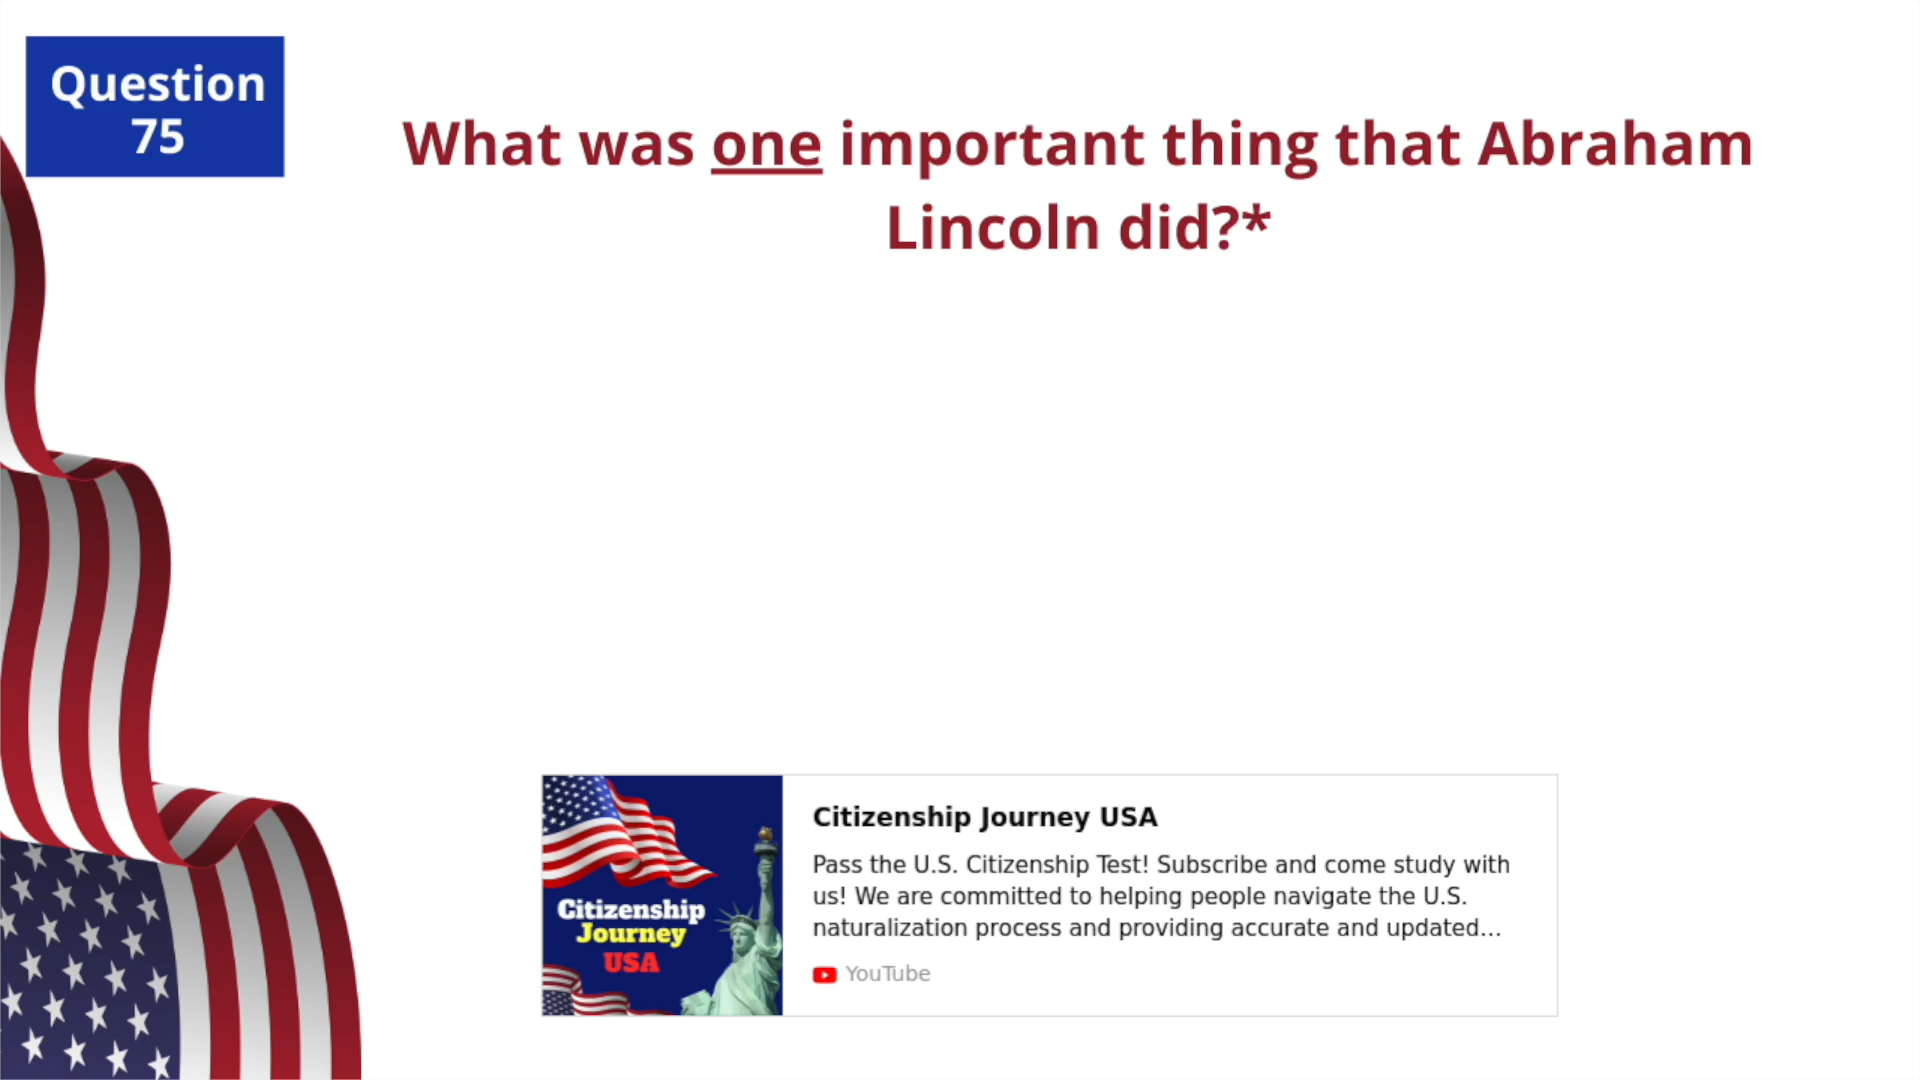 Question
75
What was one important thing that Abraham
Lincoln did?*
Citizenship
Journey
USA
Citizenship Journey USA
Pass the U.S. Citizenship Test! Subscribe and come study with
us! We are committed to helping people navigate the U.S.
naturalization process and providing accurate and updated...
YouTube